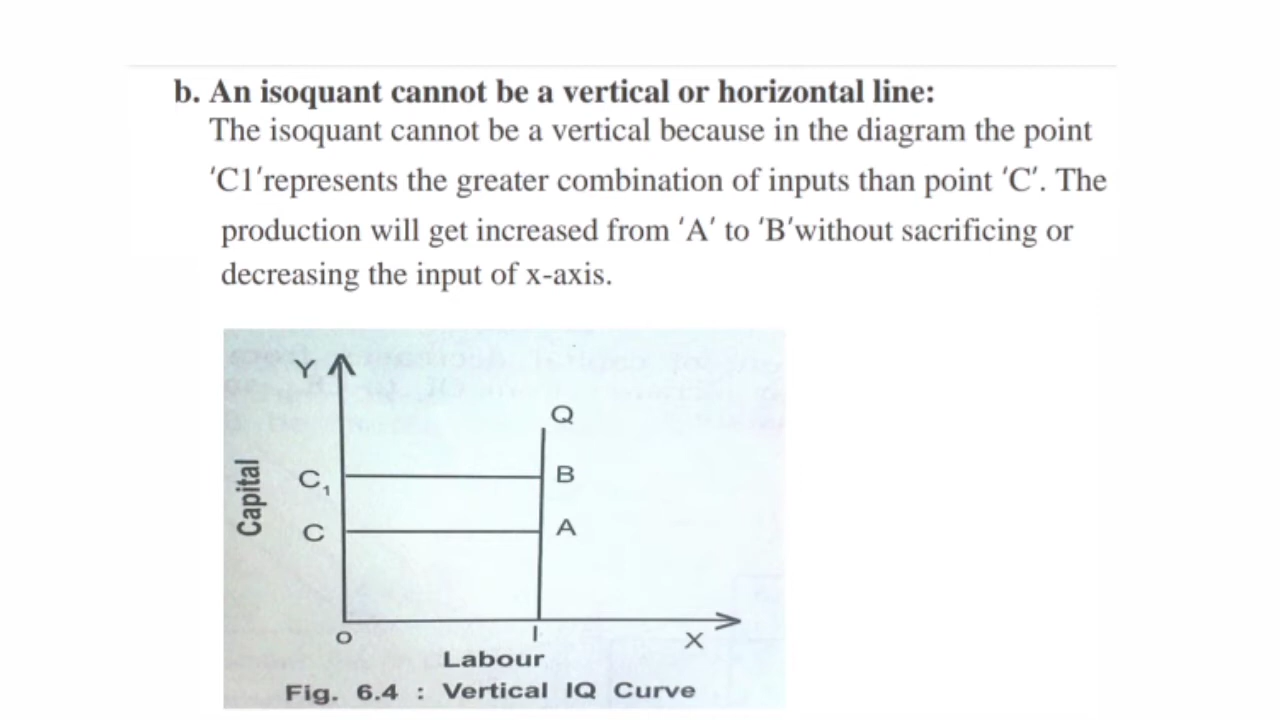 b. An isoquant cannot be a vertical or horizontal line:
The isoquant cannot be a vertical because in the diagram the point
'C1'represents the greater combination of inputs than point 'C'. The
production will get increased from 'A' to 'B'without sacrificing or
decreasing the input of x-axis.
Y
Q
Capital
C₁
B
C
A
O
l
X
Labour
Fig. 6.4 : Vertical IQ Curve